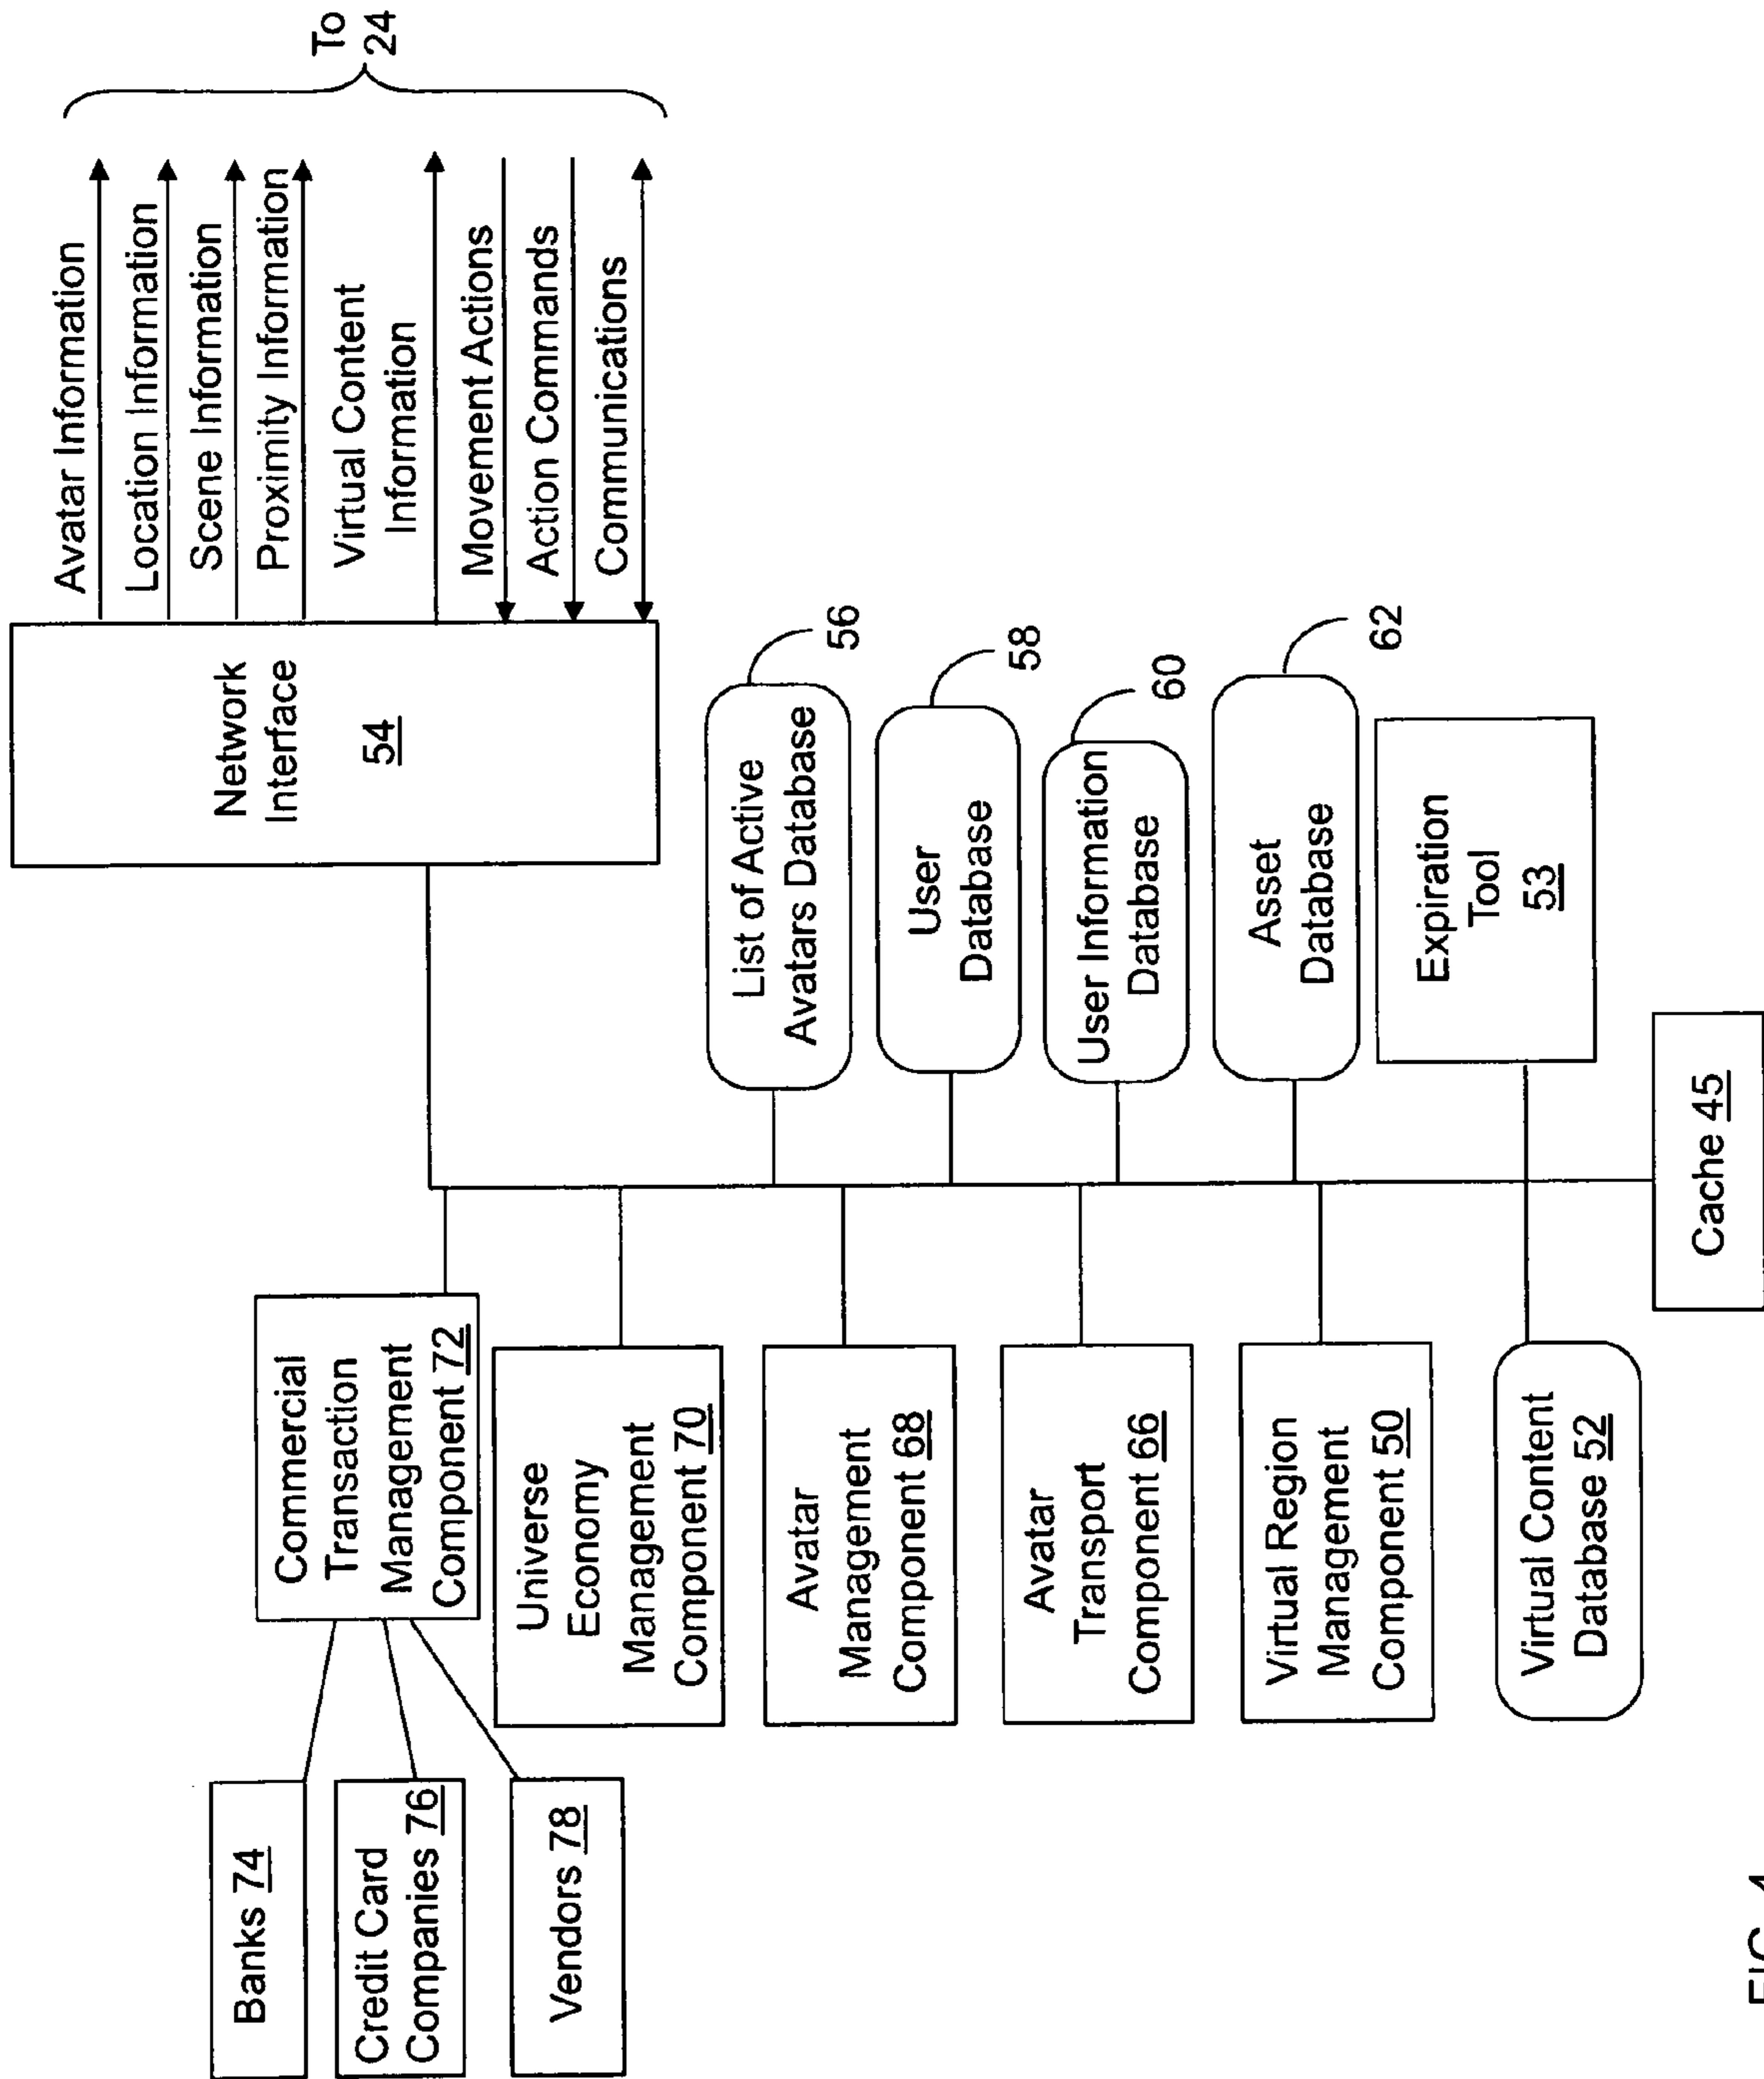 Banks 74
Credit Card
Companies 76
Vendors 78
Commercial
Transaction
Management
Component 72
Universe
Economy
Management
Component 70
Avatar
Management
Component 68
Avatar
Transport
Component 66
Virtual Region
Management
Component 50
Virtual Content
Database 52
Cache 45
Network
Interface
54
List of Active
Avatars Database
56
User
Database
58
User Information
Database
60
Asset
Database
62
Expiration
Tool
53
Avatar Information
Location Information
Scene Information
Proximity Information
Virtual Content
Information
Movement Actions
Action Commands
Communications
To
24